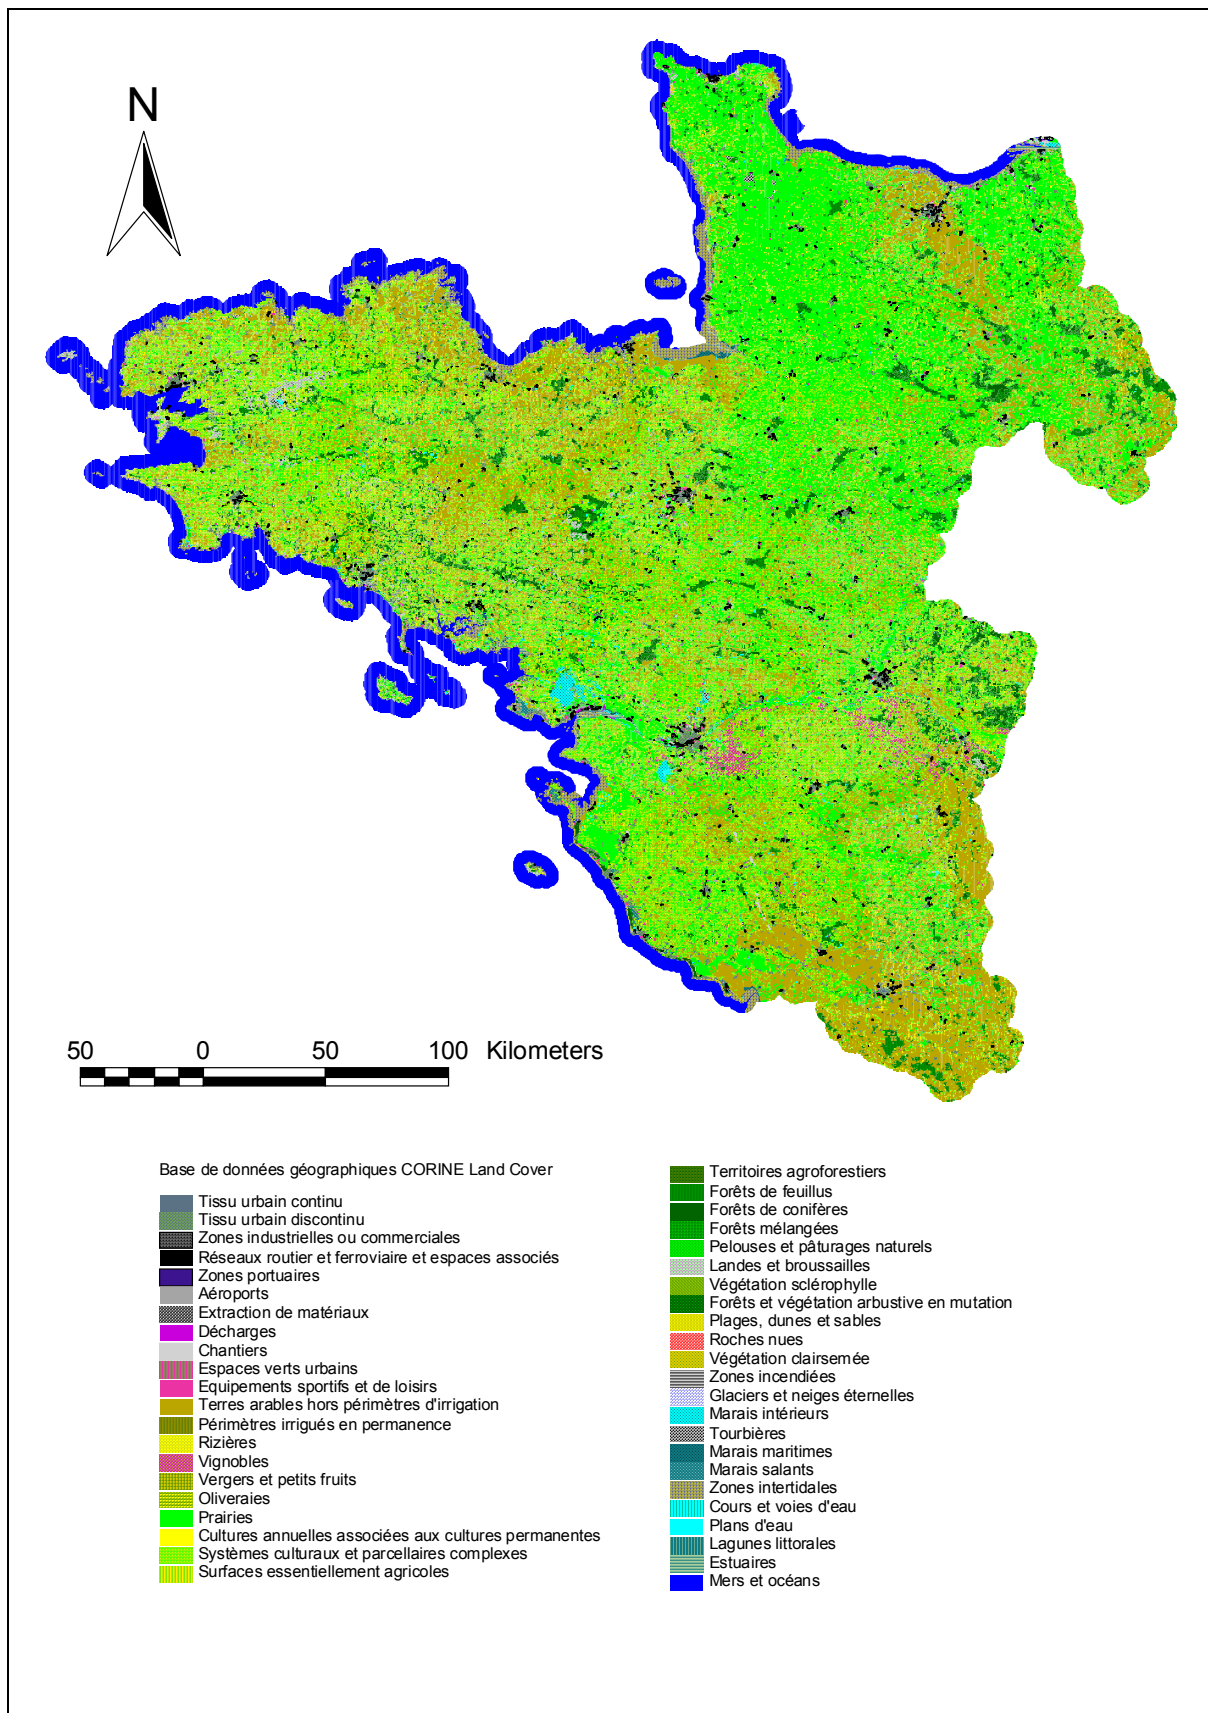 N
50 0 50 100 Kilometers
Base de données géographiques CORINE Land Cover
Tissu urbain continu
Tissu urbain discontinu
Zones industrielles ou commerciales
Réseaux routier et ferroviaire et espaces associés
Zones portuaires
Aéroports
Extraction de matériaux
Décharges
Chantiers
Espaces verts urbains
Equipements sportifs et de loisirs
Terres arables hors périmètres d'irrigation
Périmètres irrigués en permanence
Rizières
Vignobles
Vergers et petits fruits
Oliveraies
Prairies
Cultures annuelles associées aux cultures permanentes
Systèmes culturaux et parcellaires complexes
Surfaces essentiellement agricoles
Territoires agroforestiers
Forêts de feuillus
Forêts de conifères
Forêts mélangées
Pelouses et pâturages naturels
Landes et broussailles
Végétation sclérophylle
Forêts et végétation arbustive en mutation
Plages, dunes et sables
Roches nues
Végétation clairsemée
Zones incendiées
Glaciers et neiges éternelles
Marais intérieurs
Tourbières
Marais maritimes
Marais salants
Zones intertidales
Cours et voies d'eau
Plans d'eau
Lagunes littorales
Estuaires
Mers et océans